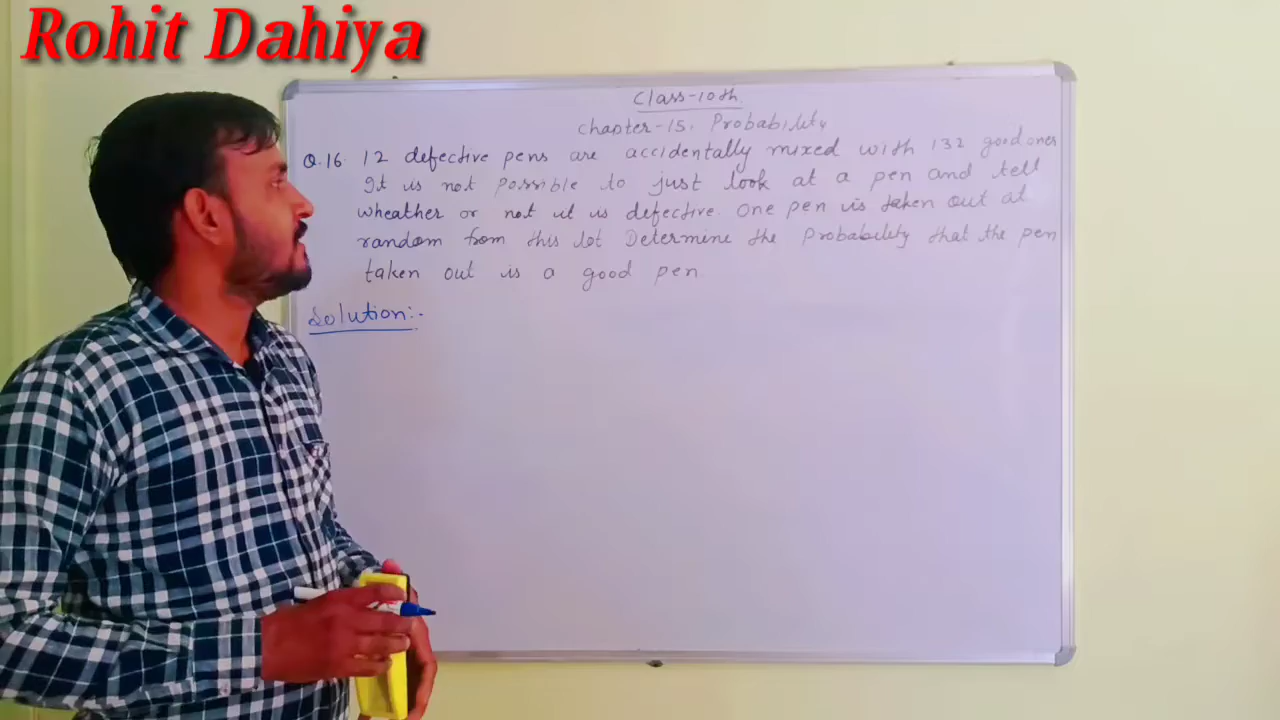 Rohit Dahiya
Class-10th
Chapter-15. Probability
Q.16. 12 defective pens are accidentally mixed with 132 good ones
It is not possible to just look at a pen and tell
wheather or not it is defective. One pen is taken out at
random from this lot Determine the probability that the pen
taken out is a good pen.
Solution:-